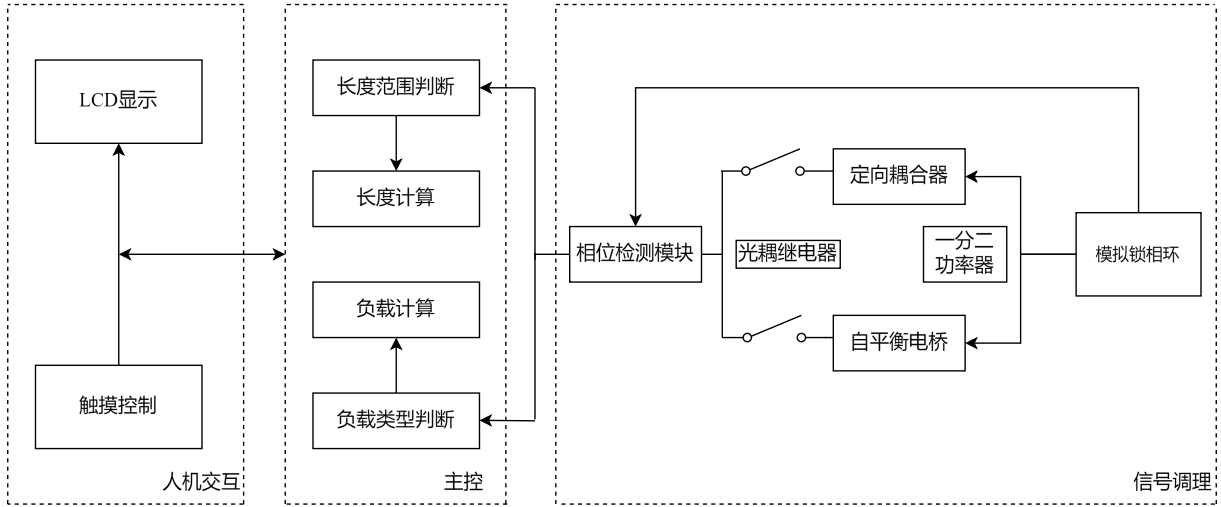 LCD显示
触摸控制
人机交互
长度范围判断
长度计算
负载计算
负载类型判断
主控
相位检测模块
光耦继电器
定向耦合器
一分二
功率器
自平衡电桥
模拟锁相环
信号调理